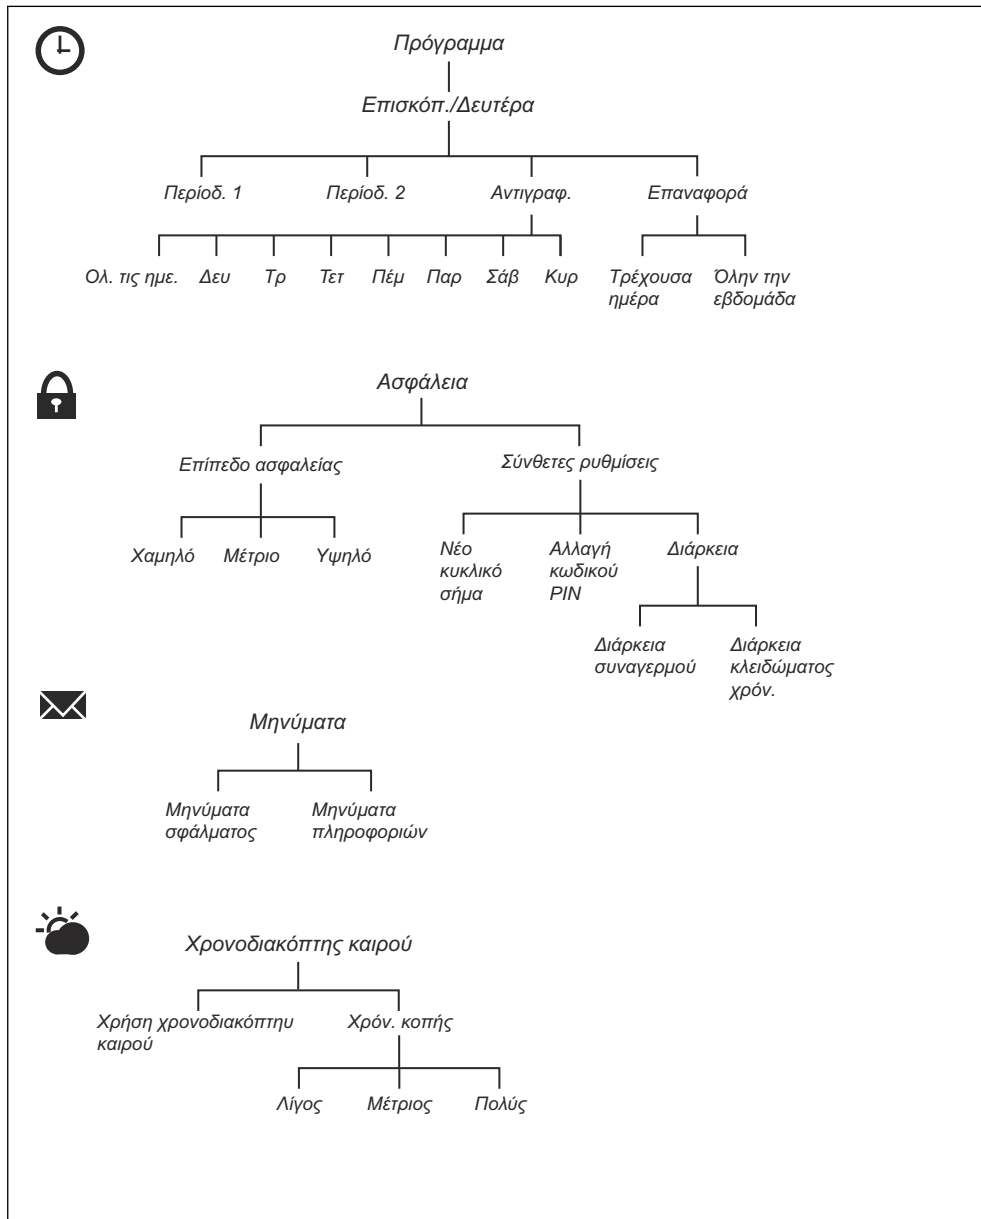 Πρόγραμμα
Επισκόπ./Δευτέρα
Περίοδ. 1 Περίοδ. 2 Αντιγραφ. Επαναφορά
Ολ. τις ημε. Δευ Τρ Τετ Πέμ Παρ Σάβ Κυρ Τρέχουσα ημέρα Όλην την εβδομάδα
Ασφάλεια
Επίπεδο ασφαλείας Σύνθετες ρυθμίσεις
Χαμηλό Μέτριο Υψηλό Νέο κυκλικό σήμα Αλλαγή κωδικού PIN Διάρκεια
Διάρκεια συναγερμού Διάρκεια κλειδώματος χρόν.
Μηνύματα
Μηνύματα σφάλματος Μηνύματα πληροφοριών
Χρονοδιακόπτης καιρού
Χρήση χρονοδιακόπτηυ καιρού Χρόν. κοπής
Λίγος Μέτριος Πολύς